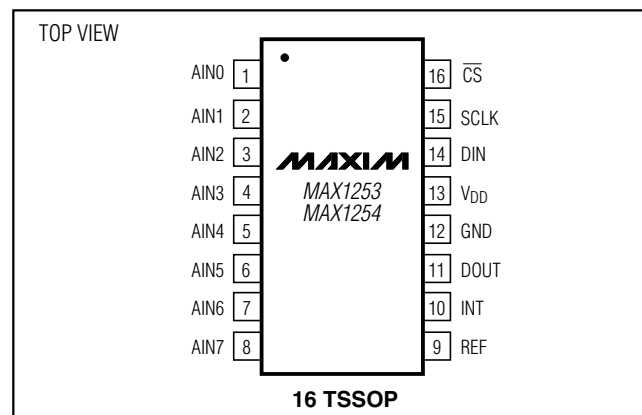 TOP VIEW
AIN0 1
AIN1 2
AIN2 3
AIN3 4
AIN4 5
AIN5 6
AIN6 7
AIN7 8
MAXIM
MAX1253
MAX1254
16 C̅S̅
15 SCLK
14 DIN
13 VDD
12 GND
11 DOUT
10 INT
9 REF
16 TSSOP